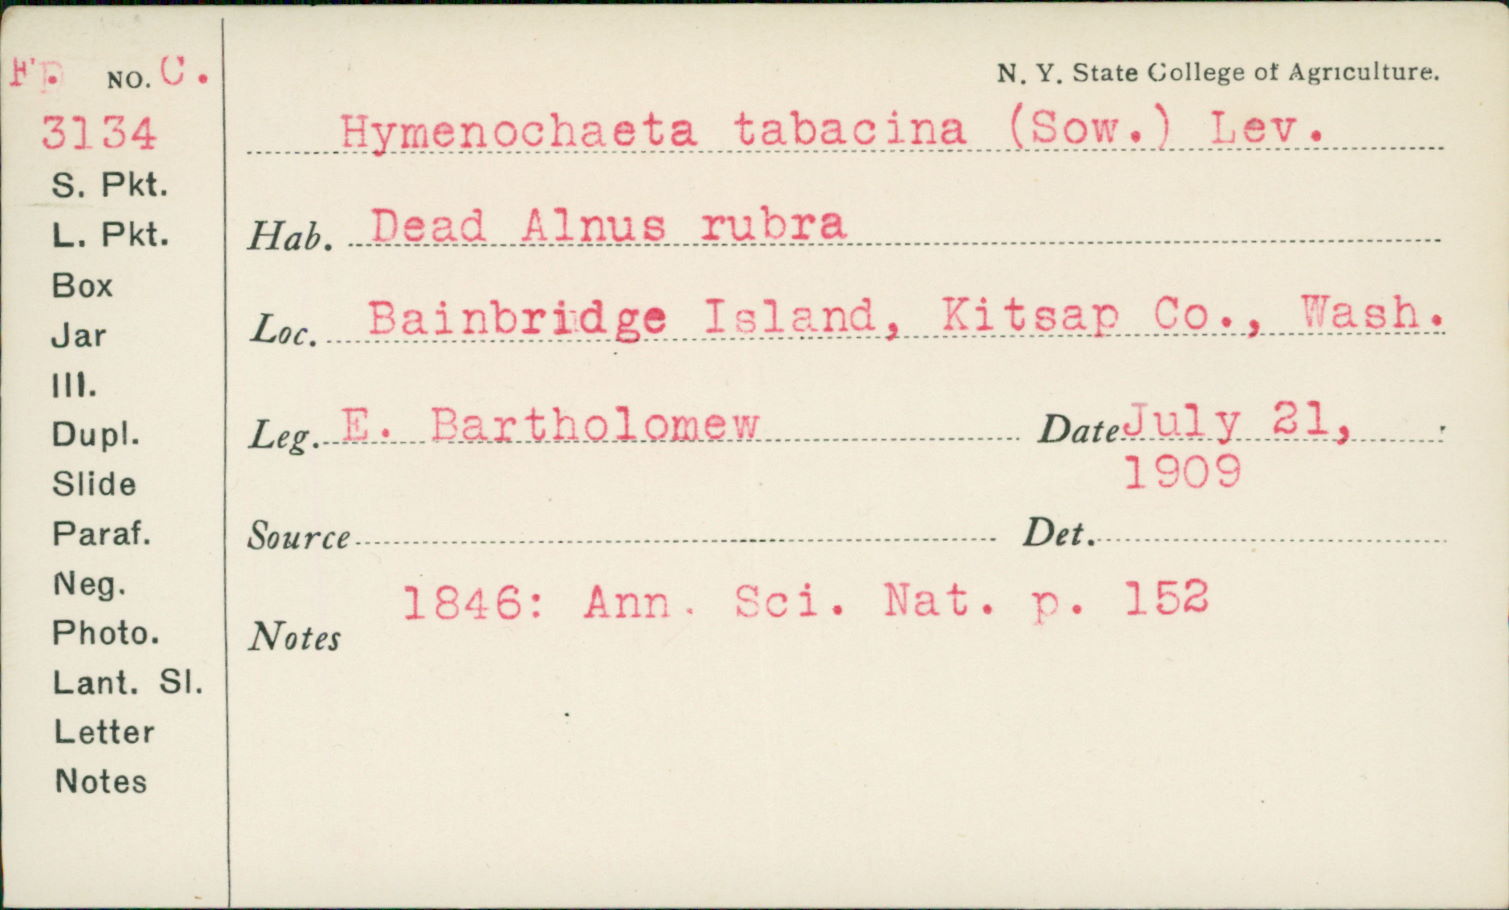 F. NO. C.
3134
S. Pkt.
L. Pkt.
Box
Jar
Ill.
Dupl.
Slide
Paraf.
Neg.
Photo.
Lant. Sl.
Letter
Notes
N. Y. State College of Agriculture.
Hymenochaeta tabacina (Sow.) Lev.
Hab. Dead Alnus rubra
Loc. Bainbridge Island, Kitsap Co., Wash.
Leg. E. Bartholomew Date July 21,
1909
Source Det.
1846: Ann. Sci. Nat. p. 152
Notes